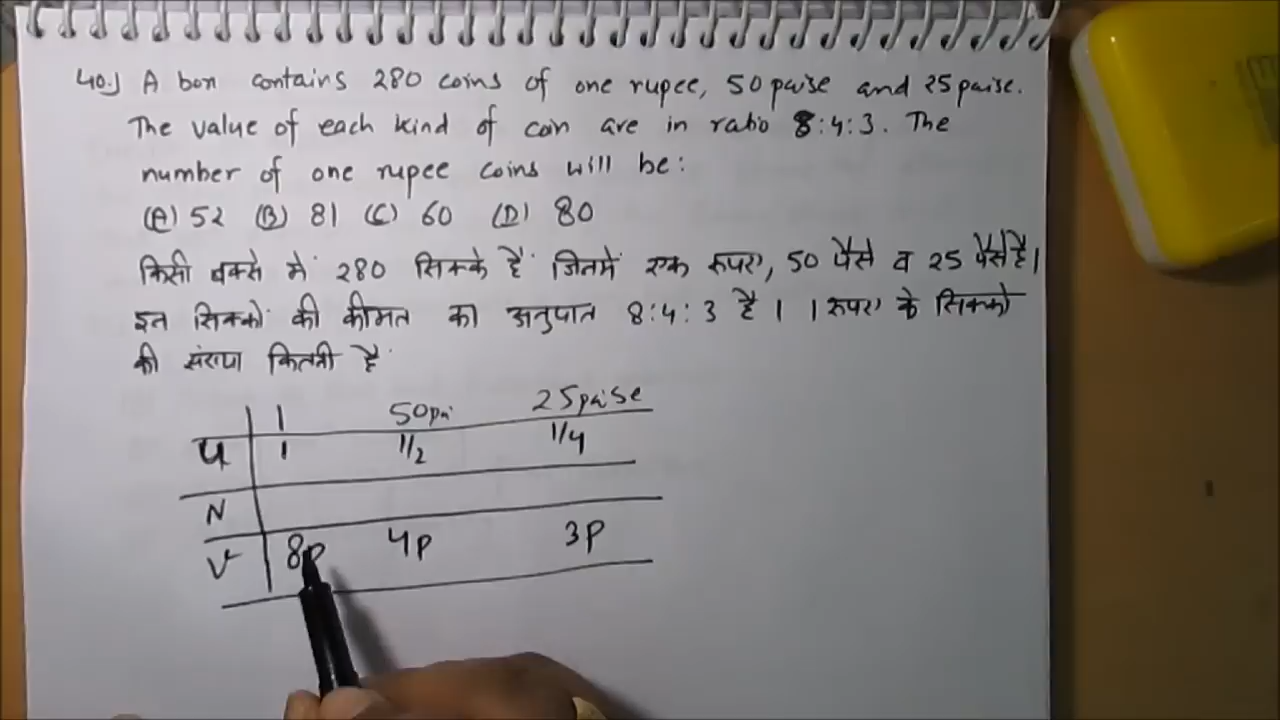 40.) A box contains 280 coins of one rupee, 50 paise and 25 paise.
The value of each kind of coin are in ratio 8:4:3. The
number of one rupee coins will be:
(A) 52 (B) 81 (C) 60 (D) 80
किसी बक्से में 280 सिक्के हैं जिनमें एक रूपए, 50 पैसे व 25 पैसे है।
इन सिक्कों की कीमत का अनुपात 8:4:3 है। 1 रूपए के सिक्को
की संख्या कितनी है
1 50pai 25paise
4 1 1/2 1/4
N
V 8p 4p 3p